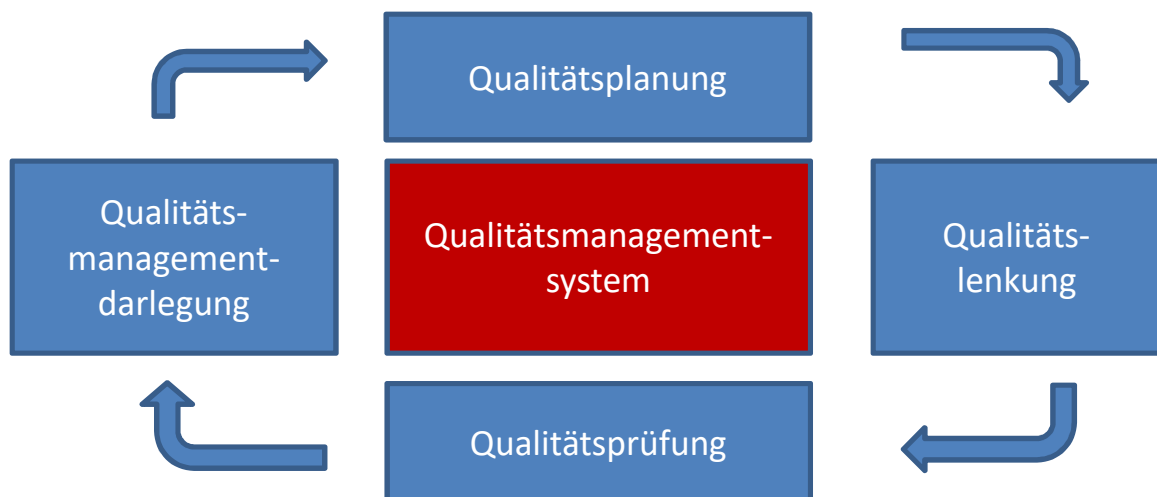 Qualitätsplanung
Qualitäts-
management-
darlegung
Qualitätsmanagement-
system
Qualitäts-
lenkung
Qualitätsprüfung